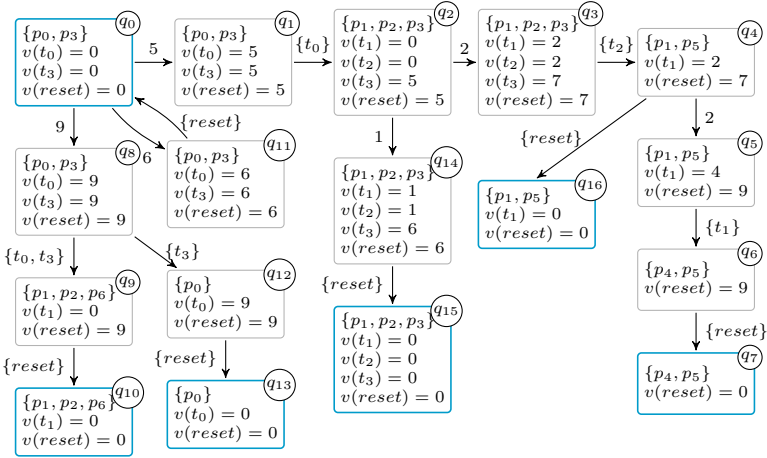 q0
{p0, p3}
v(t0) = 0
v(t3) = 0
v(reset) = 0
5
q1
{p0, p3}
v(t0) = 5
v(t3) = 5
v(reset) = 5
{t0}
q2
{p1, p2, p3}
v(t1) = 0
v(t2) = 0
v(t3) = 5
v(reset) = 5
2
q3
{p1, p2, p3}
v(t1) = 2
v(t2) = 2
v(t3) = 7
v(reset) = 7
{t2}
q4
{p1, p5}
v(t1) = 2
v(reset) = 7
9
6
{reset}
1
{reset}
2
q8
{p0, p3}
v(t0) = 9
v(t3) = 9
v(reset) = 9
q11
{p0, p3}
v(t0) = 6
v(t3) = 6
v(reset) = 6
q14
{p1, p2, p3}
v(t1) = 1
v(t2) = 1
v(t3) = 6
v(reset) = 6
q16
{p1, p5}
v(t1) = 0
v(reset) = 0
q5
{p1, p5}
v(t1) = 4
v(reset) = 9
{t0, t3}
{t3}
{reset}
{t1}
q9
{p1, p2, p6}
v(t1) = 0
v(reset) = 9
q12
{p0}
v(t0) = 9
v(reset) = 9
q15
{p1, p2, p3}
v(t1) = 0
v(t2) = 0
v(t3) = 0
v(reset) = 0
q6
{p4, p5}
v(reset) = 9
{reset}
{reset}
{reset}
q10
{p1, p2, p6}
v(t1) = 0
v(reset) = 0
q13
{p0}
v(t0) = 0
v(reset) = 0
q7
{p4, p5}
v(reset) = 0